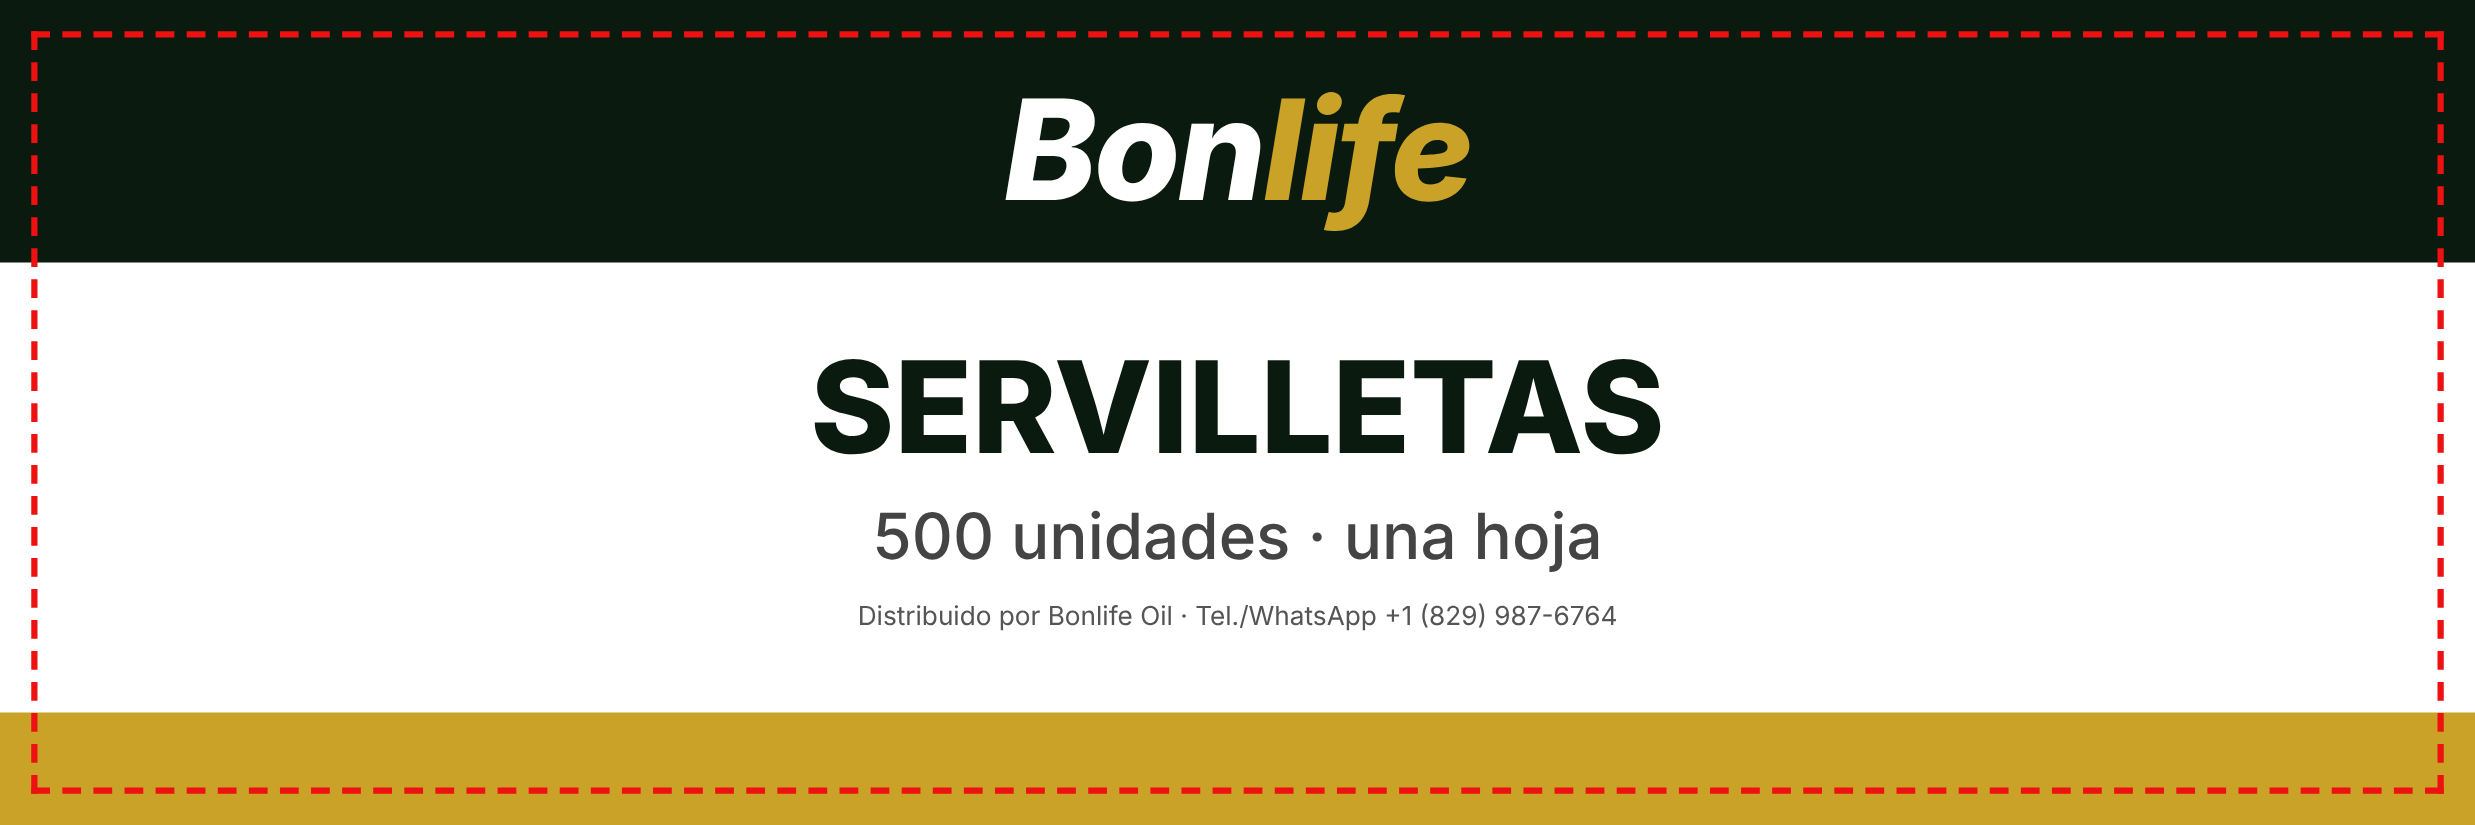 Bonlife
SERVILLETAS
500 unidades · una hoja
Distribuido por Bonlife Oil · Tel./WhatsApp +1 (829) 987-6764